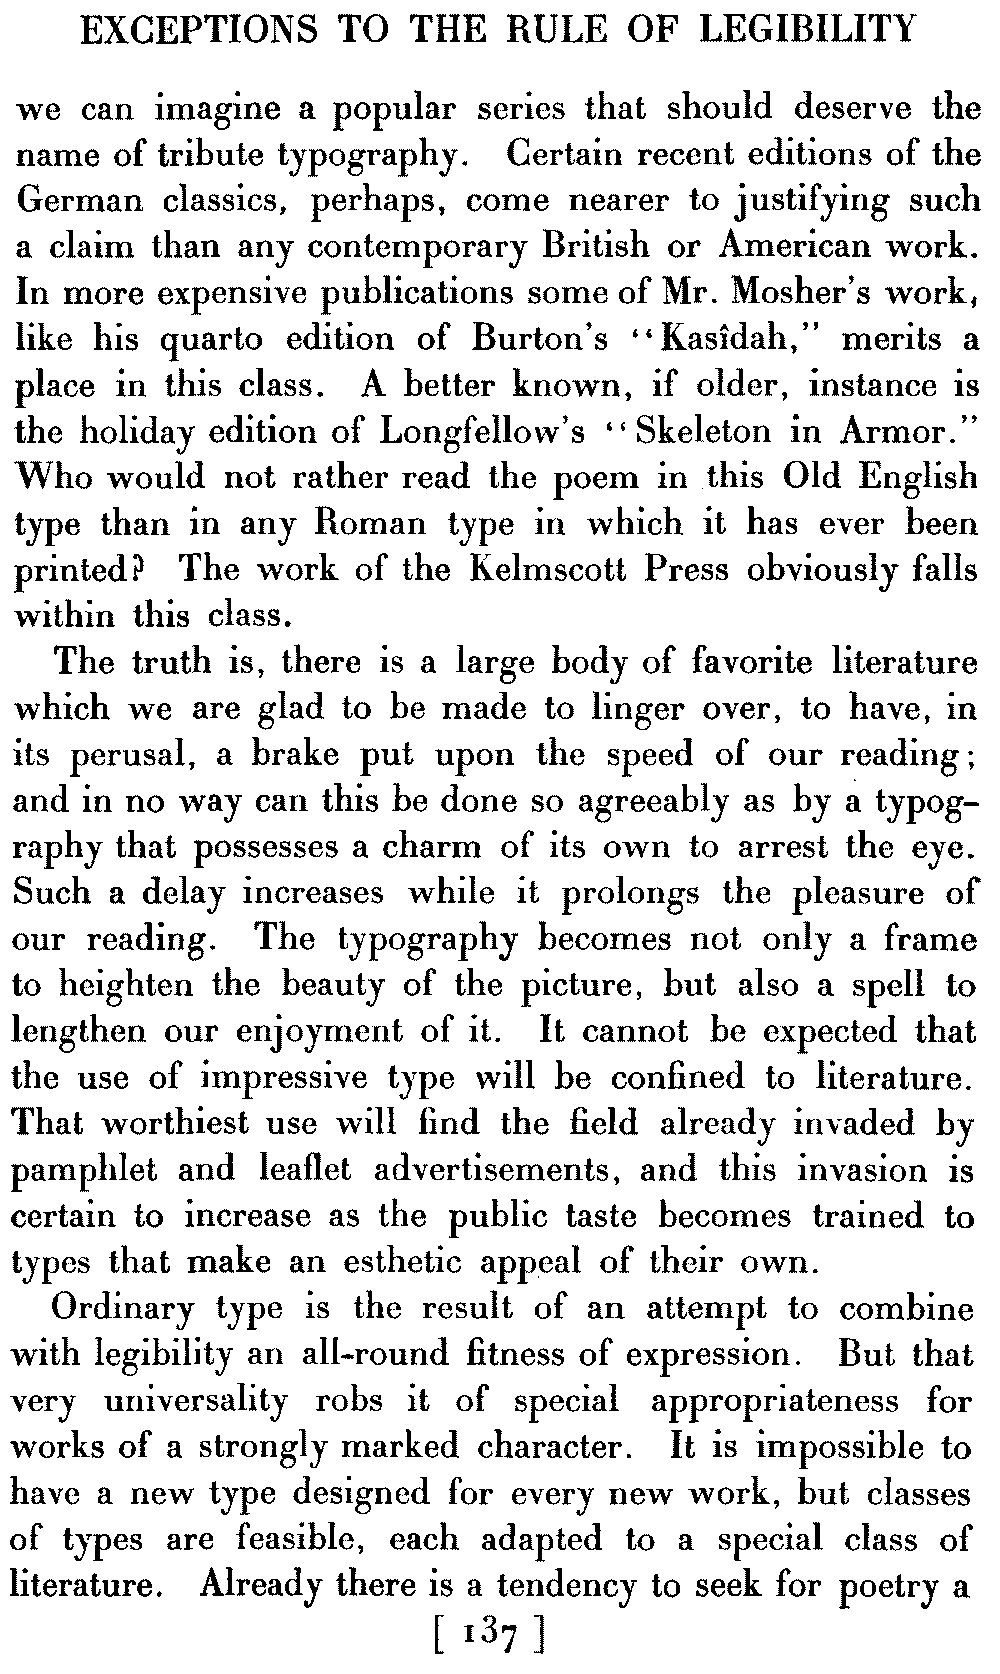 EXCEPTIONS TO THE RULE OF LEGIBILITY
we can imagine a popular series that should deserve the
name of tribute typography. Certain recent editions of the
German classics, perhaps, come nearer to justifying such
a claim than any contemporary British or American work.
In more expensive publications some of Mr. Mosher's work,
like his quarto edition of Burton's "Kasîdah," merits a
place in this class. A better known, if older, instance is
the holiday edition of Longfellow's "Skeleton in Armor."
Who would not rather read the poem in this Old English
type than in any Roman type in which it has ever been
printed? The work of the Kelmscott Press obviously falls
within this class.
The truth is, there is a large body of favorite literature
which we are glad to be made to linger over, to have, in
its perusal, a brake put upon the speed of our reading;
and in no way can this be done so agreeably as by a typog-
raphy that possesses a charm of its own to arrest the eye.
Such a delay increases while it prolongs the pleasure of
our reading. The typography becomes not only a frame
to heighten the beauty of the picture, but also a spell to
lengthen our enjoyment of it. It cannot be expected that
the use of impressive type will be confined to literature.
That worthiest use will find the field already invaded by
pamphlet and leaflet advertisements, and this invasion is
certain to increase as the public taste becomes trained to
types that make an esthetic appeal of their own.
Ordinary type is the result of an attempt to combine
with legibility an all-round fitness of expression. But that
very universality robs it of special appropriateness for
works of a strongly marked character. It is impossible to
have a new type designed for every new work, but classes
of types are feasible, each adapted to a special class of
literature. Already there is a tendency to seek for poetry a
[ 137 ]